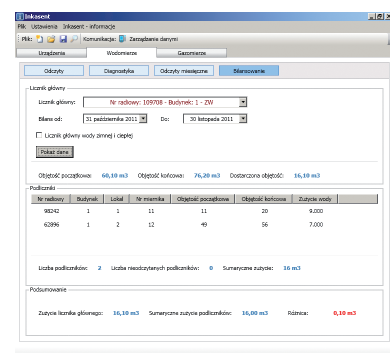 Inkasent
Plik Ustawienia Inkasent - informacje
Plik: Komunikacja: Zarządzanie danymi
Urządzenia Wodomierze Gazomierze
Odczyty Diagnostyka Odczyty miesięczne Bilansowanie
Licznik główny
Licznik główny: Nr radiowy: 109708 - Budynek: 1 - ZW
Bilans od: 31 października 2011 Do: 30 listopada 2011
Licznik główny wody zimnej i ciepłej
Pokaż dane
Objętość początkowa: 60,10 m3 Objętość końcowa: 76,20 m3 Dostarczona objętość: 16,10 m3
Podliczniki
Nr radiowy Budynek Lokal Nr miernika Objętość początkowa Objętość końcowa Zużycie wody
98242 1 1 11 11 20 9.000
62896 1 2 12 49 56 7.000
Liczba podliczników: 2 Liczba nieodczytanych podliczników: 0 Sumaryczne zużycie: 16 m3
Podsumowanie
Zużycie licznika głównego: 16,10 m3 Sumaryczne zużycie podliczników: 16,00 m3 Różnica: 0,10 m3